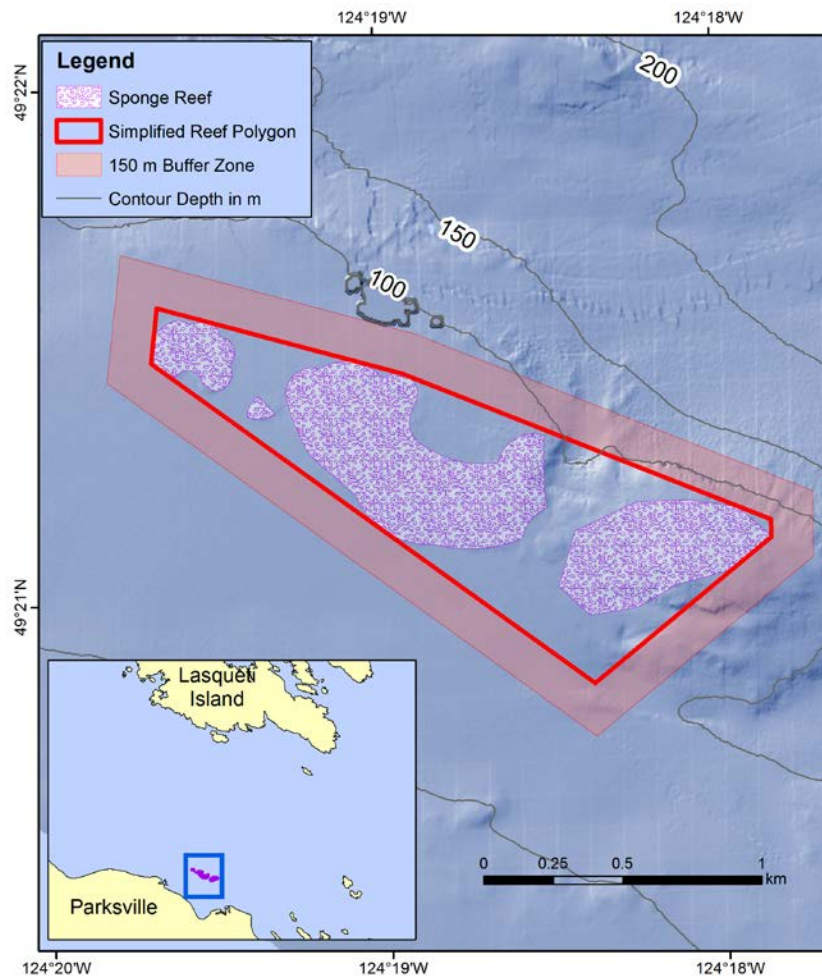 124°19'W
124°18'W
49°22'N
Legend
Sponge Reef
Simplified Reef Polygon
150 m Buffer Zone
Contour Depth in m
200
150
100
49°21'N
Lasqueti
Island
Parksville
0
0.25
0.5
1
km
124°20'W
124°19'W
124°18'W